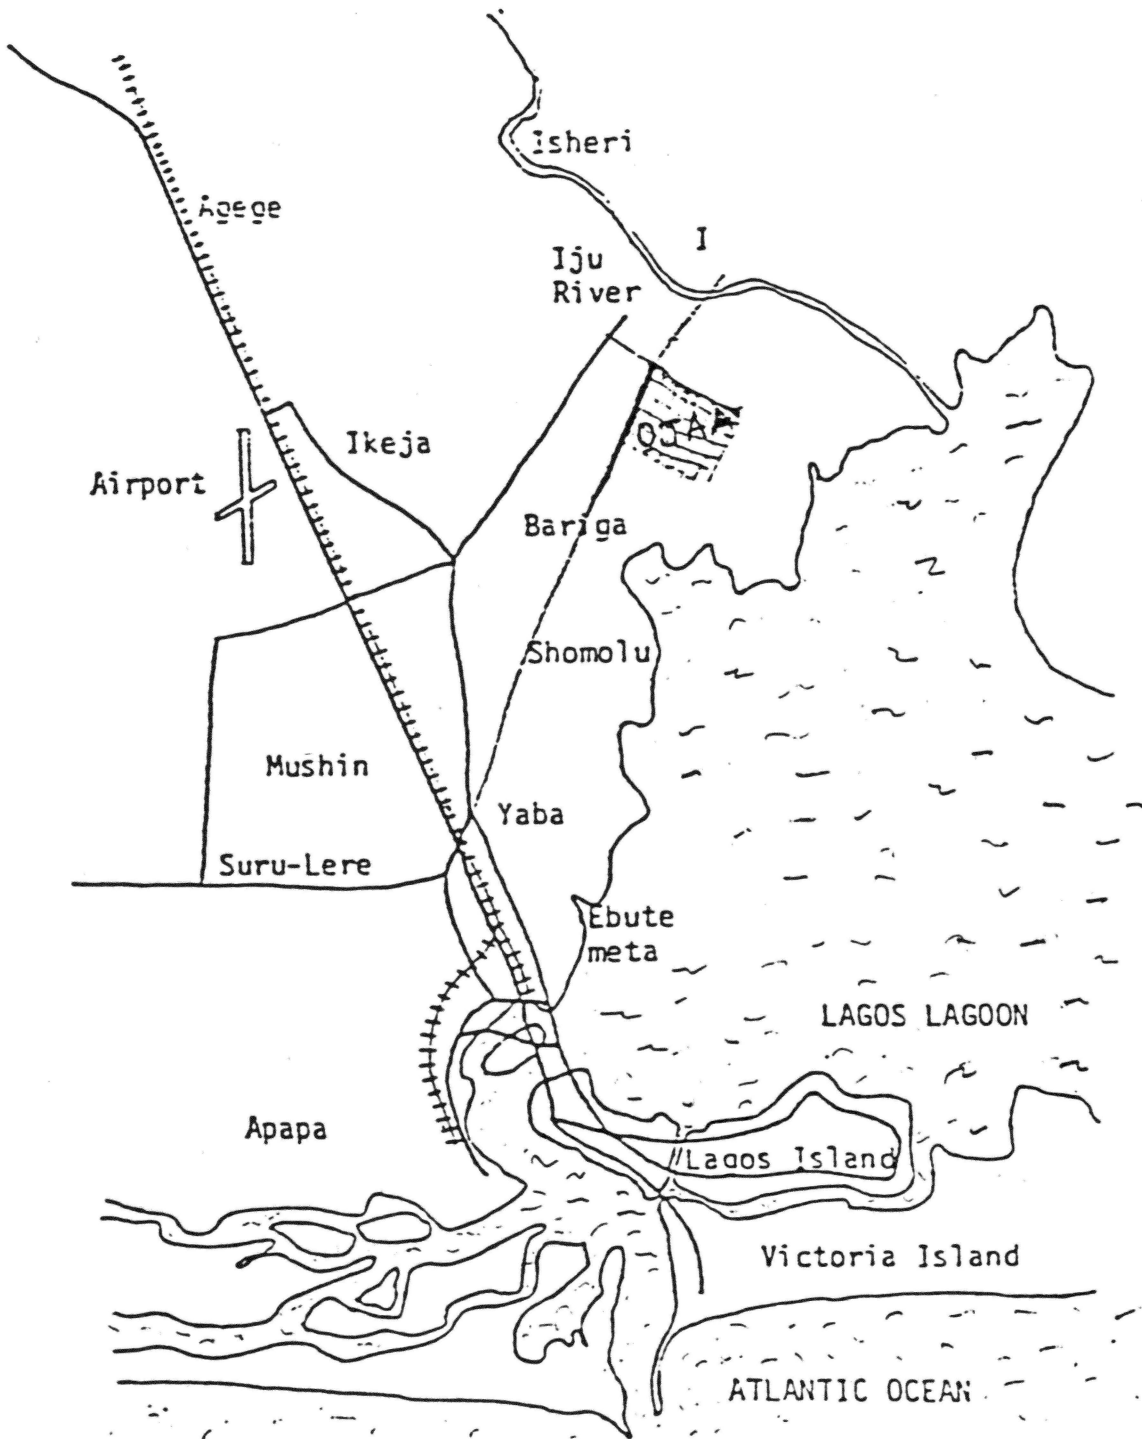 Isheri
Agege
I
Iju
River
OJ
Ikeja
Airport
Bariga
Shomolu
Mushin
Yaba
Suru-Lere
Ebute
meta
LAGOS LAGOON
Apapa
Lagos Island
Victoria Island
ATLANTIC OCEAN